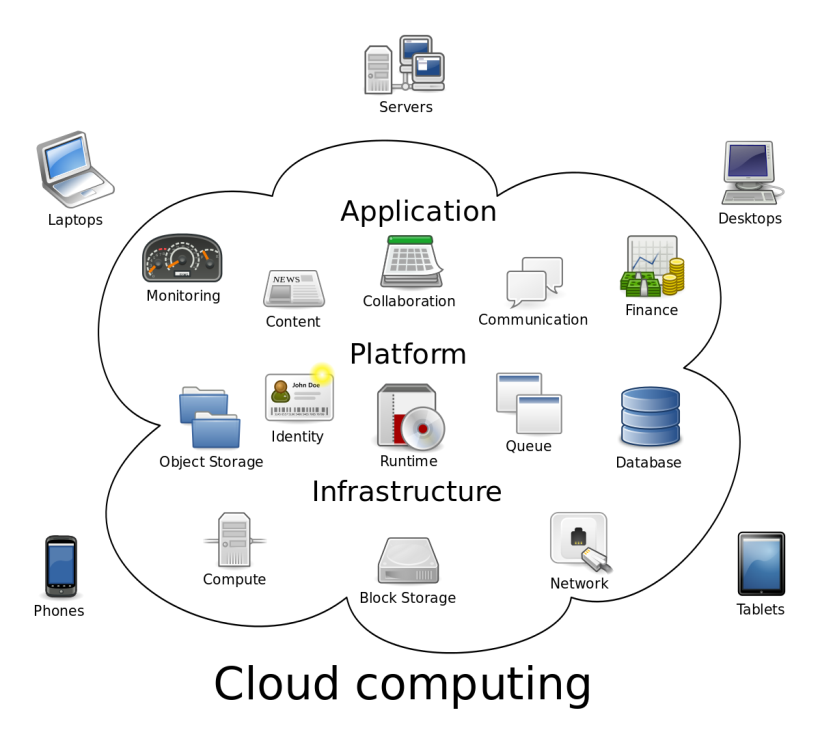 Servers
Laptops
Desktops
Application
Monitoring
NEWS
Content
Collaboration
Communication
Finance
Platform
John Doe
Object Storage
Identity
Runtime
Queue
Database
Infrastructure
Compute
Block Storage
Network
Phones
Tablets
Cloud computing